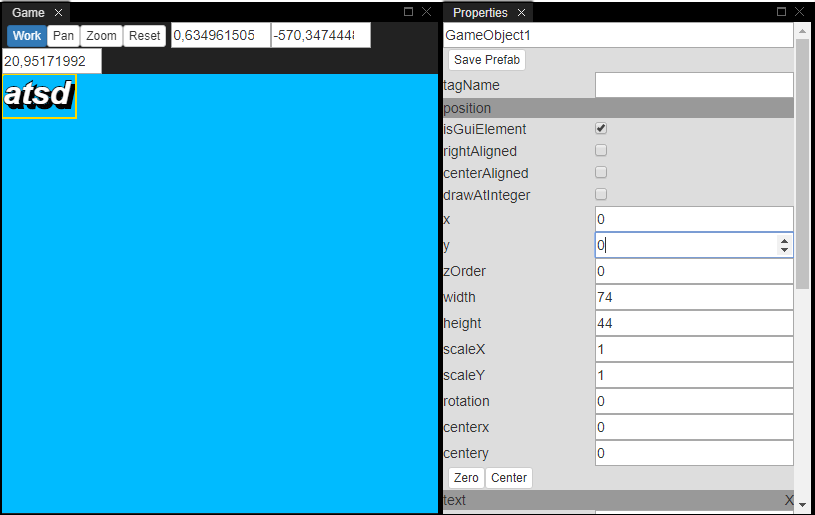 Game
Work Pan Zoom Reset 0,634961505 -570,3474448
20,95171992
atsd
Properties
GameObject1
Save Prefab
tagName
position
isGuiElement
rightAligned
centerAligned
drawAtInteger
x 0
y 0
zOrder 0
width 74
height 44
scaleX 1
scaleY 1
rotation 0
centerx 0
centery 0
Zero Center
text X